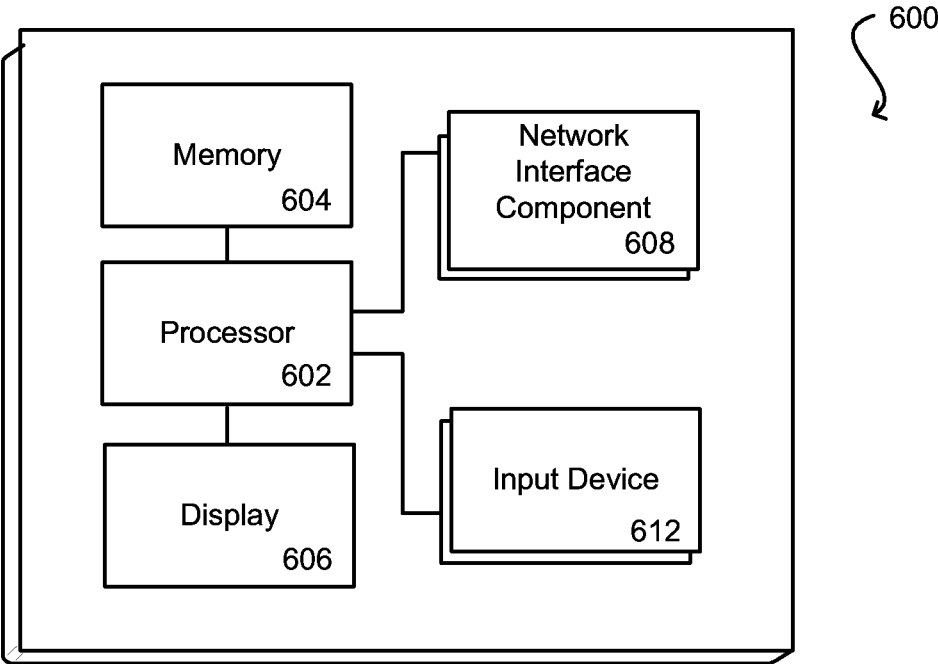 600
Memory
604
Network
Interface
Component
608
Processor
602
Input Device
612
Display
606